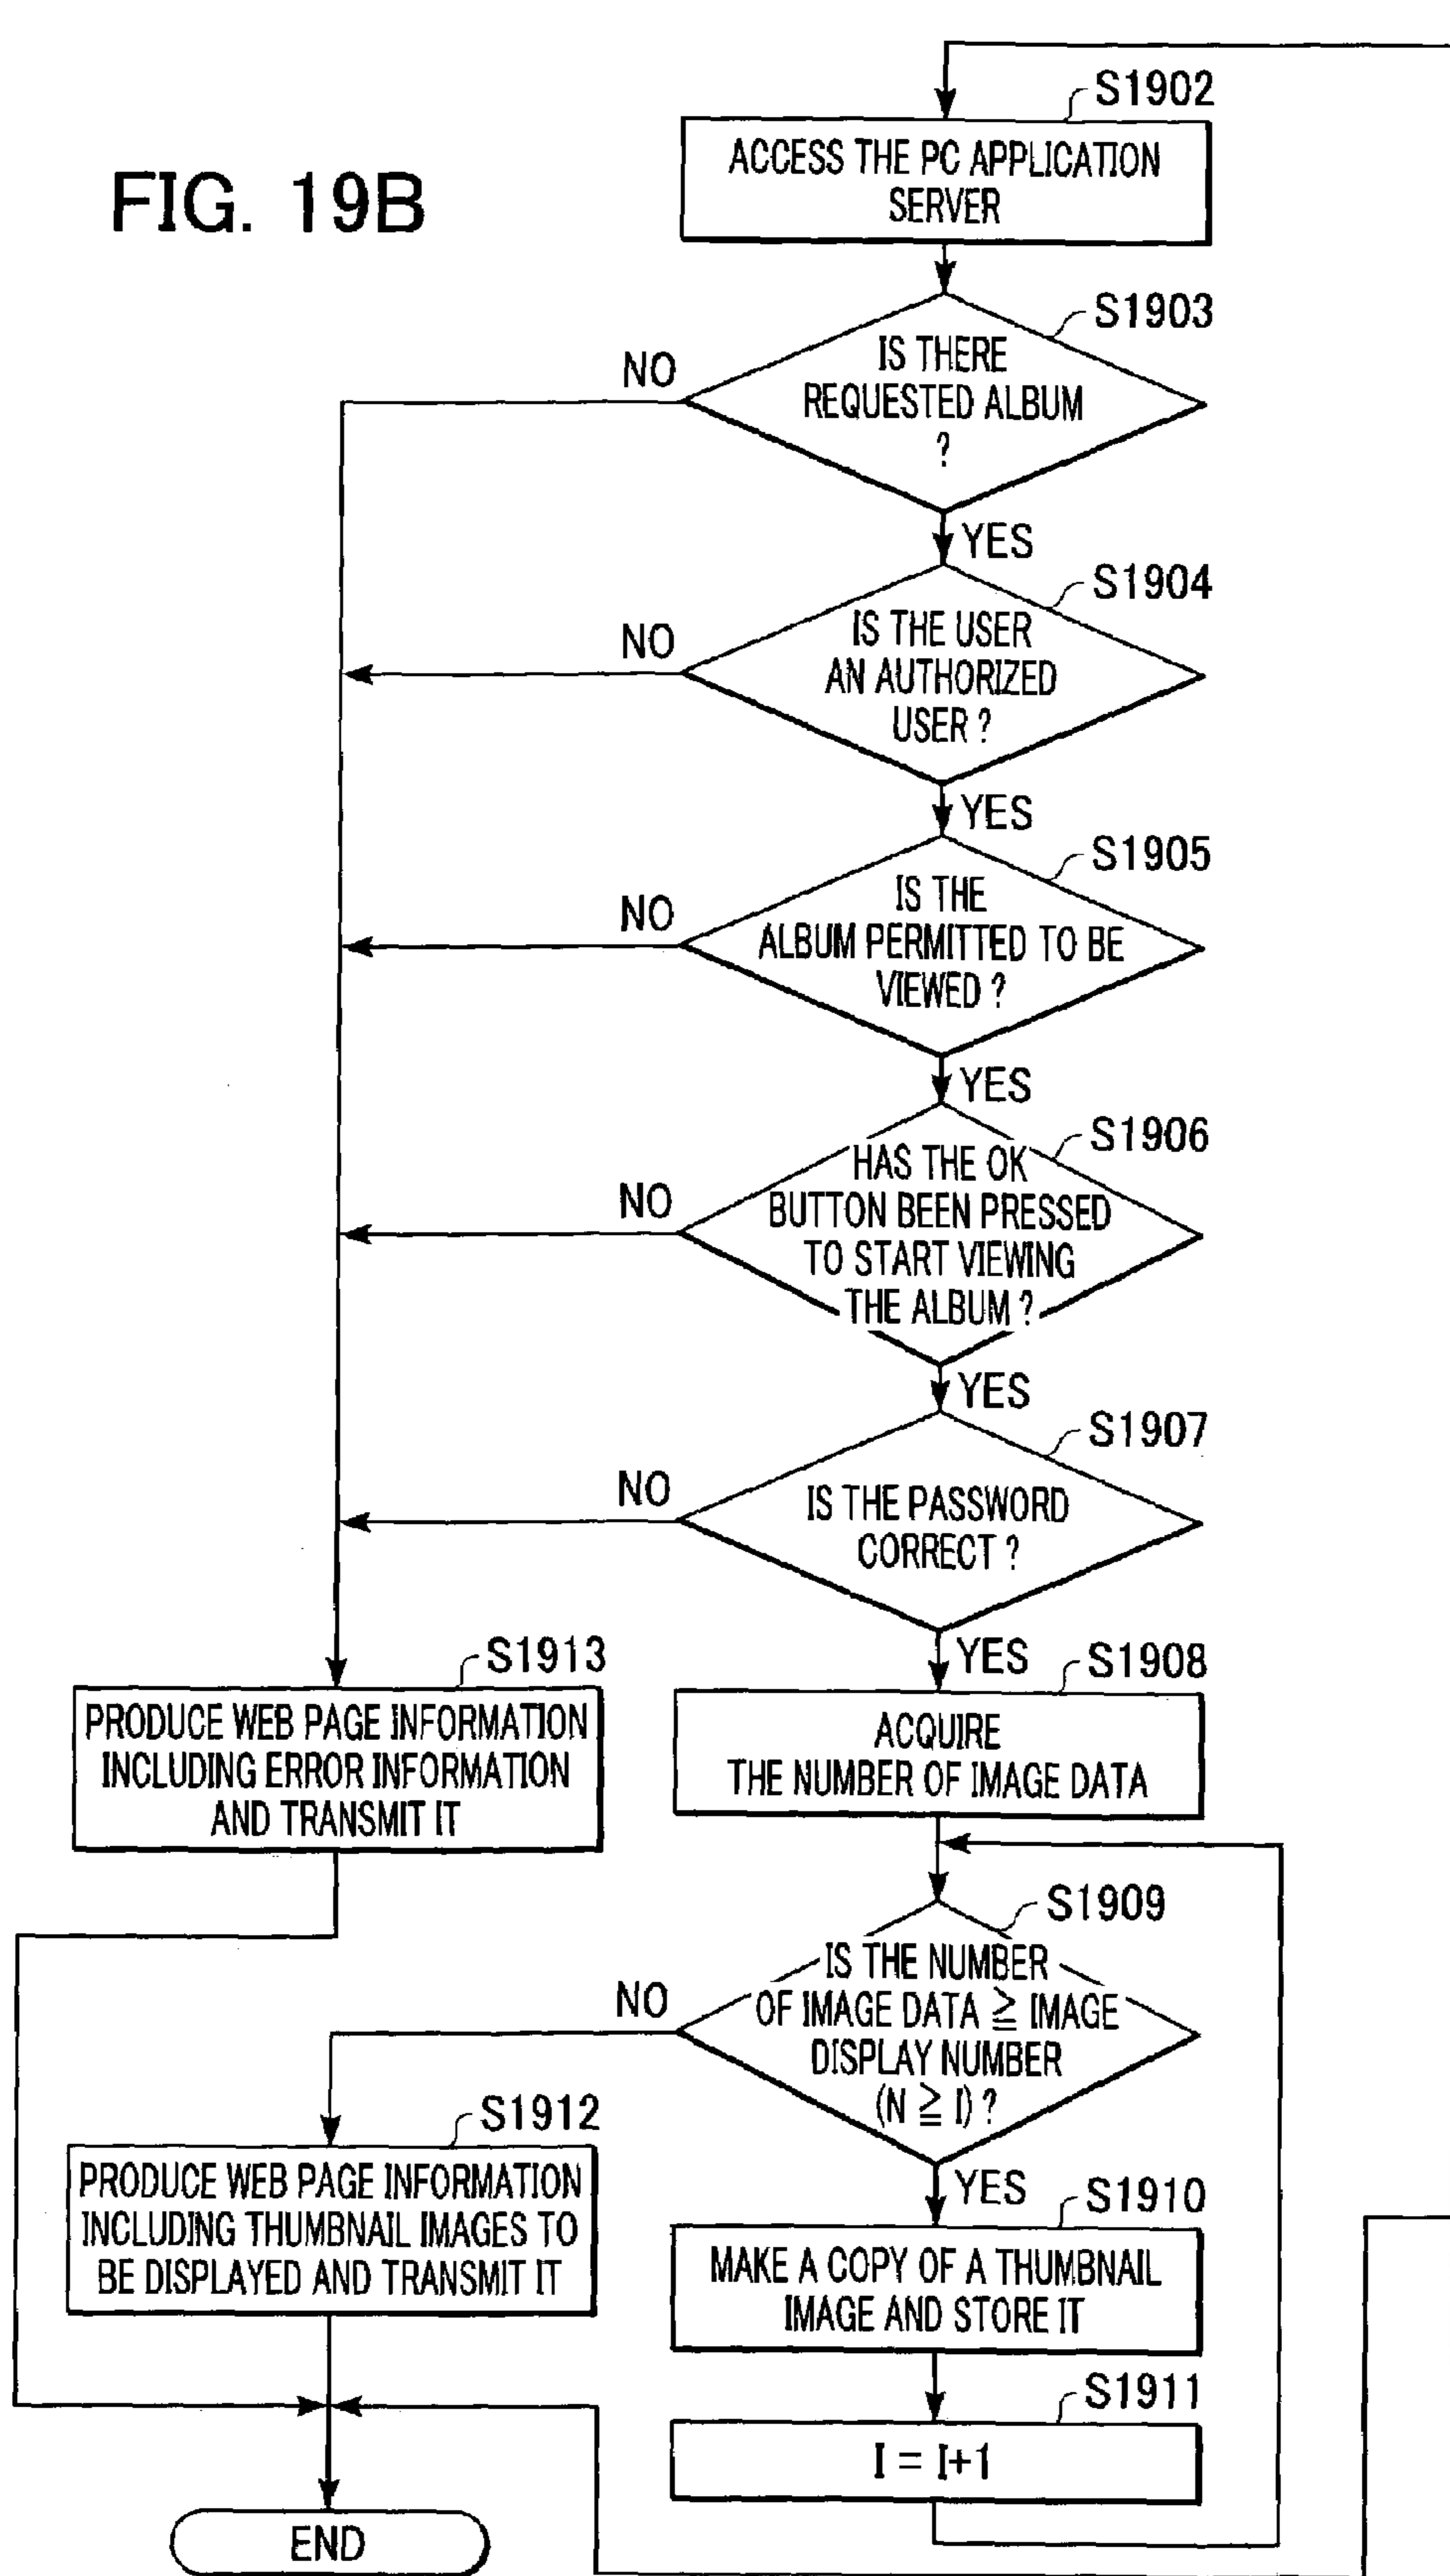 FIG. 19B
S1902
ACCESS THE PC APPLICATION
SERVER
S1903
IS THERE
REQUESTED ALBUM
?
NO
YES
S1904
IS THE USER
AN AUTHORIZED
USER ?
NO
YES
S1905
IS THE
ALBUM PERMITTED TO BE
VIEWED ?
NO
YES
S1906
HAS THE OK
BUTTON BEEN PRESSED
TO START VIEWING
THE ALBUM ?
NO
YES
S1907
IS THE PASSWORD
CORRECT ?
NO
YES
S1913
PRODUCE WEB PAGE INFORMATION
INCLUDING ERROR INFORMATION
AND TRANSMIT IT
S1908
ACQUIRE
THE NUMBER OF IMAGE DATA
S1909
IS THE NUMBER
OF IMAGE DATA ≧ IMAGE
DISPLAY NUMBER
(N ≧ I) ?
NO
YES
S1912
PRODUCE WEB PAGE INFORMATION
INCLUDING THUMBNAIL IMAGES TO
BE DISPLAYED AND TRANSMIT IT
S1910
MAKE A COPY OF A THUMBNAIL
IMAGE AND STORE IT
S1911
I = I+1
END